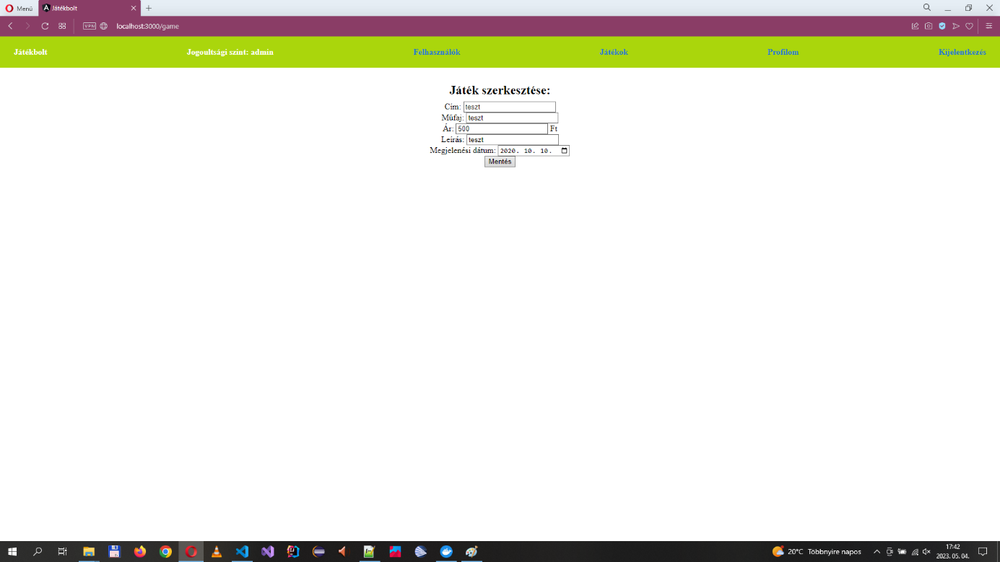 Menü
Játékbolt
VPN
localhost:3000/game
Játékbolt Jogoultsági szint: admin Felhasználók Játékok Profilom Kijelentkezés
Játék szerkesztése:
Cím: teszt
Műfaj: teszt
Ár: 500 Ft
Leírás: teszt
Megjelenési dátum: 2020. 10. 10.
Mentés
20°C Többnyire napos
17:42
2023. 05. 04.